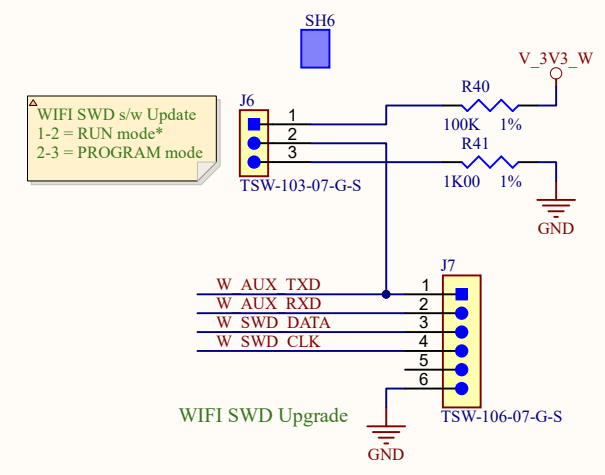 SH6
V_3V3_W
J6
R40
WIFI SWD s/w Update
1-2 = RUN mode*
2-3 = PROGRAM mode
1
2
3
100K 1%
R41
1K00 1%
TSW-103-07-G-S
GND
J7
W_AUX_TXD 1
W_AUX_RXD 2
W_SWD_DATA 3
W_SWD_CLK 4
5
6
WIFI SWD Upgrade
TSW-106-07-G-S
GND